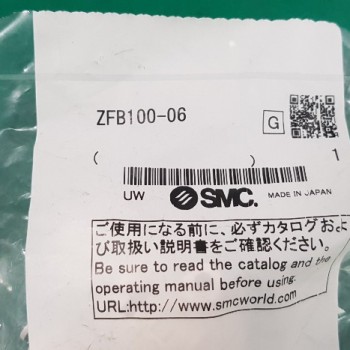 ZFB100-06
G
( ) 1
UW SMC. MADE IN JAPAN
ご使用になる前に、必ずカタログおよ
び取扱い説明書をご確認ください。
Be sure to read the catalog and the
operating manual before using.
URL:http://www.smcworld.com